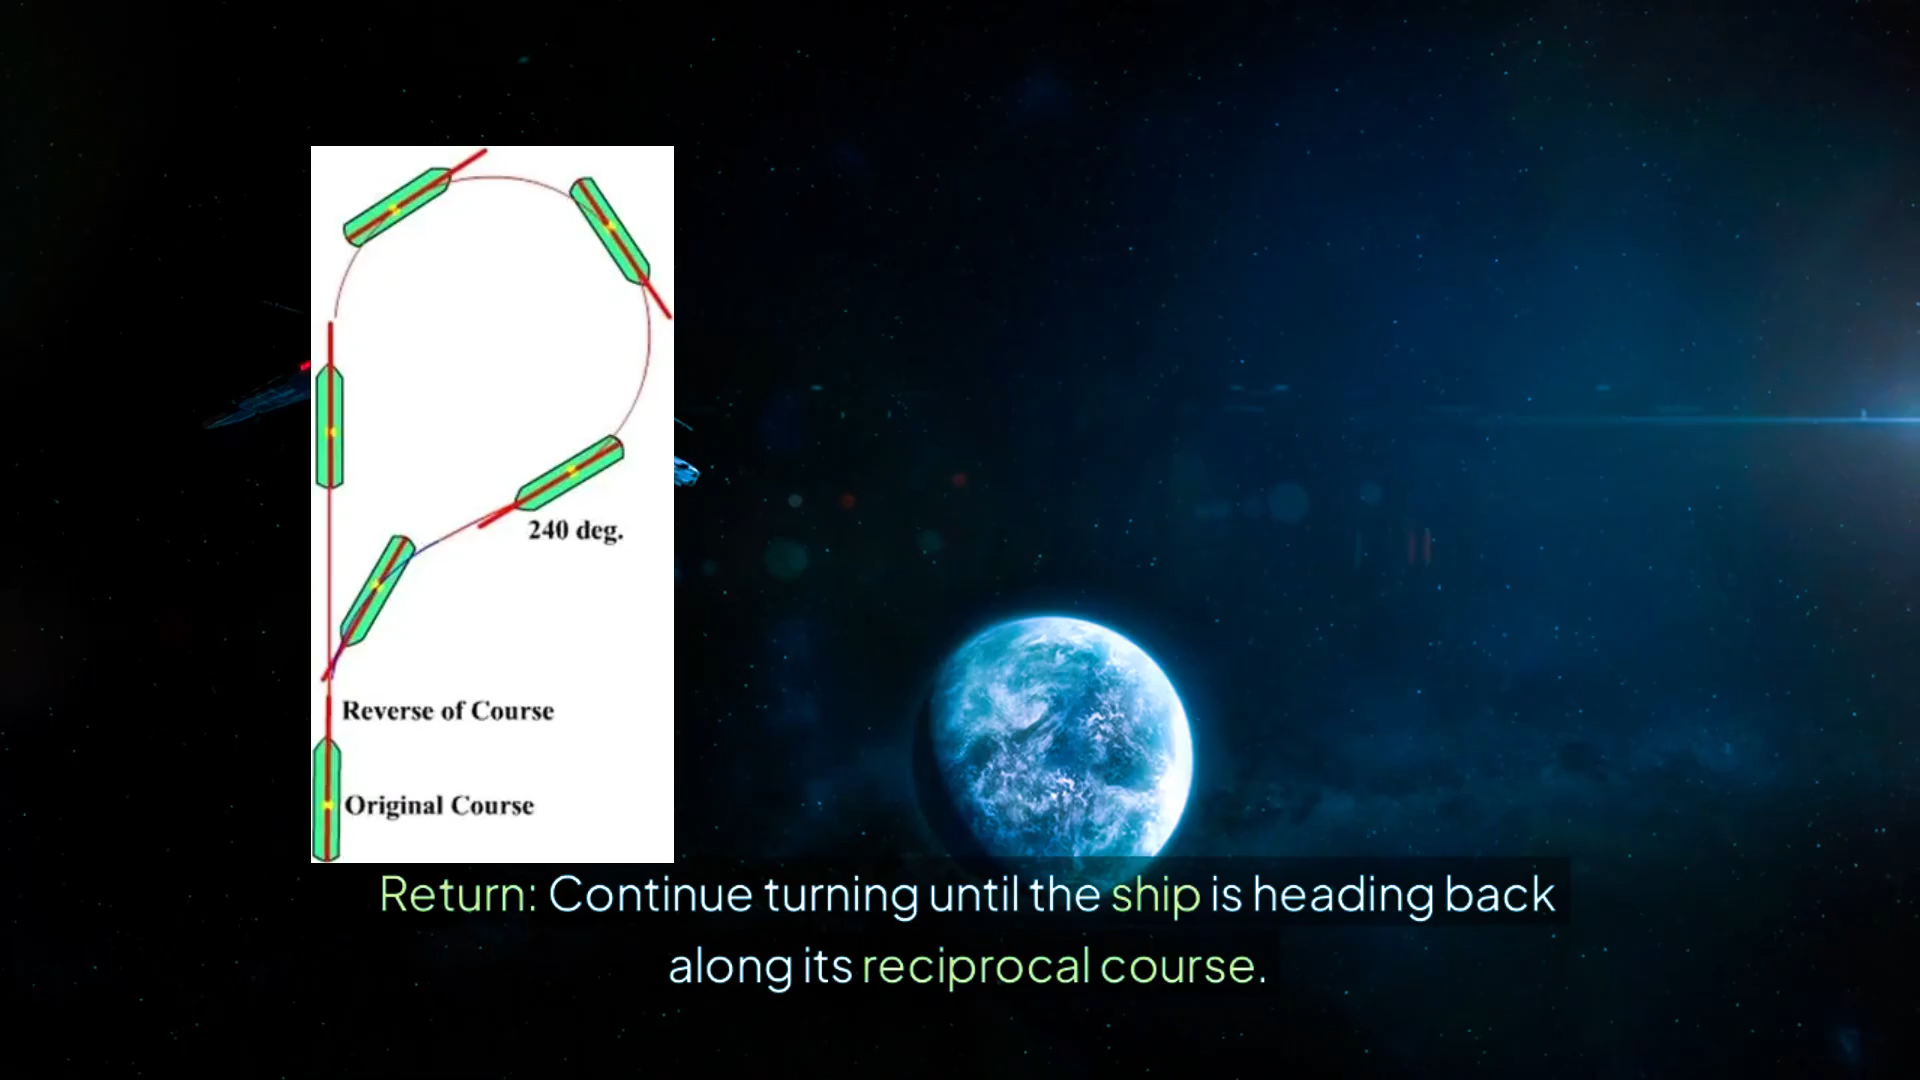 240 deg.
Reverse of Course
Original Course
Return: Continue turning until the ship is heading back
along its reciprocal course.